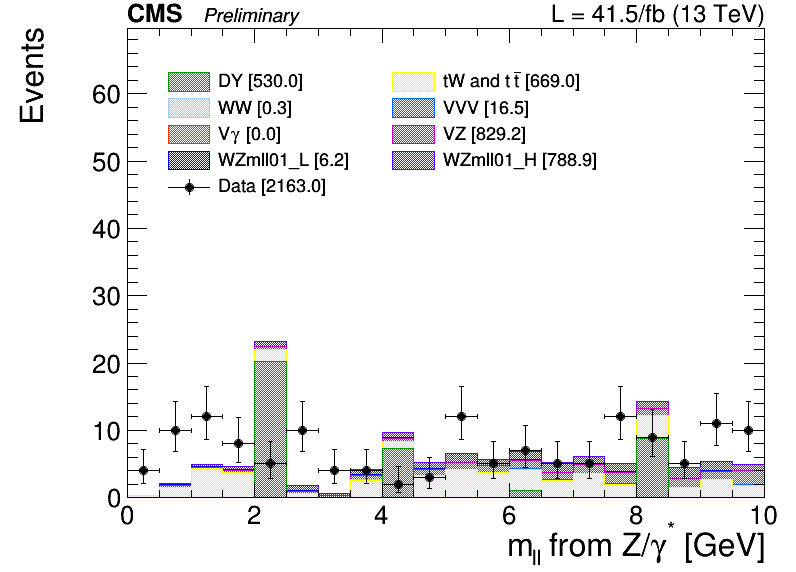 CMS Preliminary L = 41.5/fb (13 TeV)
Events
DY [530.0] tW and tt̄ [669.0]
WW [0.3] VVV [16.5]
Vγ [0.0] VZ [829.2]
WZmll01_L [6.2] WZmll01_H [788.9]
Data [2163.0]
60
50
40
30
20
10
0
0 2 4 6 8 10
m_ll from Z/γ* [GeV]